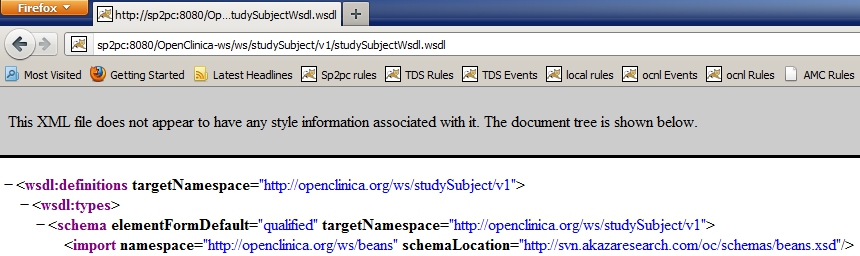 Firefox
http://sp2pc:8080/Op...tudySubjectWsdl.wsdl
sp2pc:8080/OpenClinica-ws/ws/studySubject/v1/studySubjectWsdl.wsdl
Most Visited Getting Started Latest Headlines Sp2pc rules TDS Rules TDS Events local rules ocnl Events ocnl Rules AMC Rules
This XML file does not appear to have any style information associated with it. The document tree is shown below.
−<wsdl:definitions targetNamespace="http://openclinica.org/ws/studySubject/v1">
−<wsdl:types>
−<schema elementFormDefault="qualified" targetNamespace="http://openclinica.org/ws/studySubject/v1">
<import namespace="http://openclinica.org/ws/beans" schemaLocation="http://svn.akazaresearch.com/oc/schemas/beans.xsd"/>